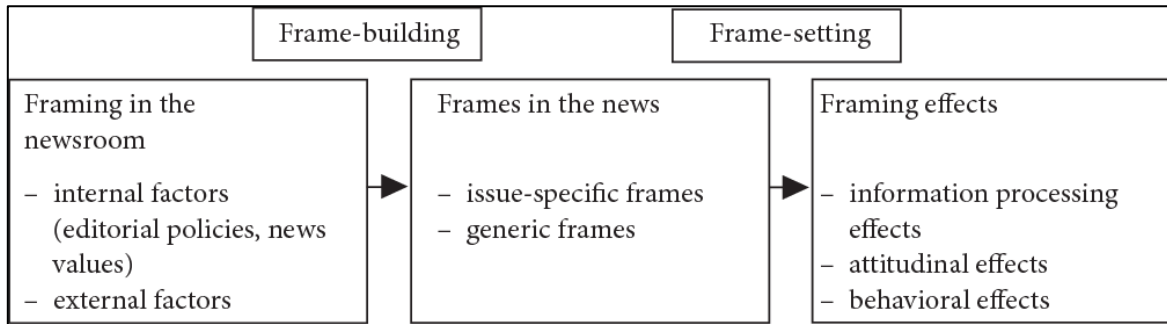 Frame-building
Frame-setting
Framing in the
newsroom
– internal factors
(editorial policies, news
values)
– external factors
Frames in the news
– issue-specific frames
– generic frames
Framing effects
– information processing
effects
– attitudinal effects
– behavioral effects